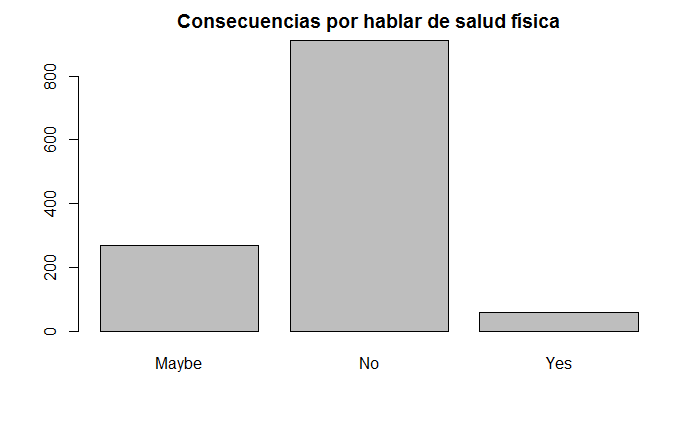 Consecuencias por hablar de salud física
800
600
400
200
0
Maybe No Yes